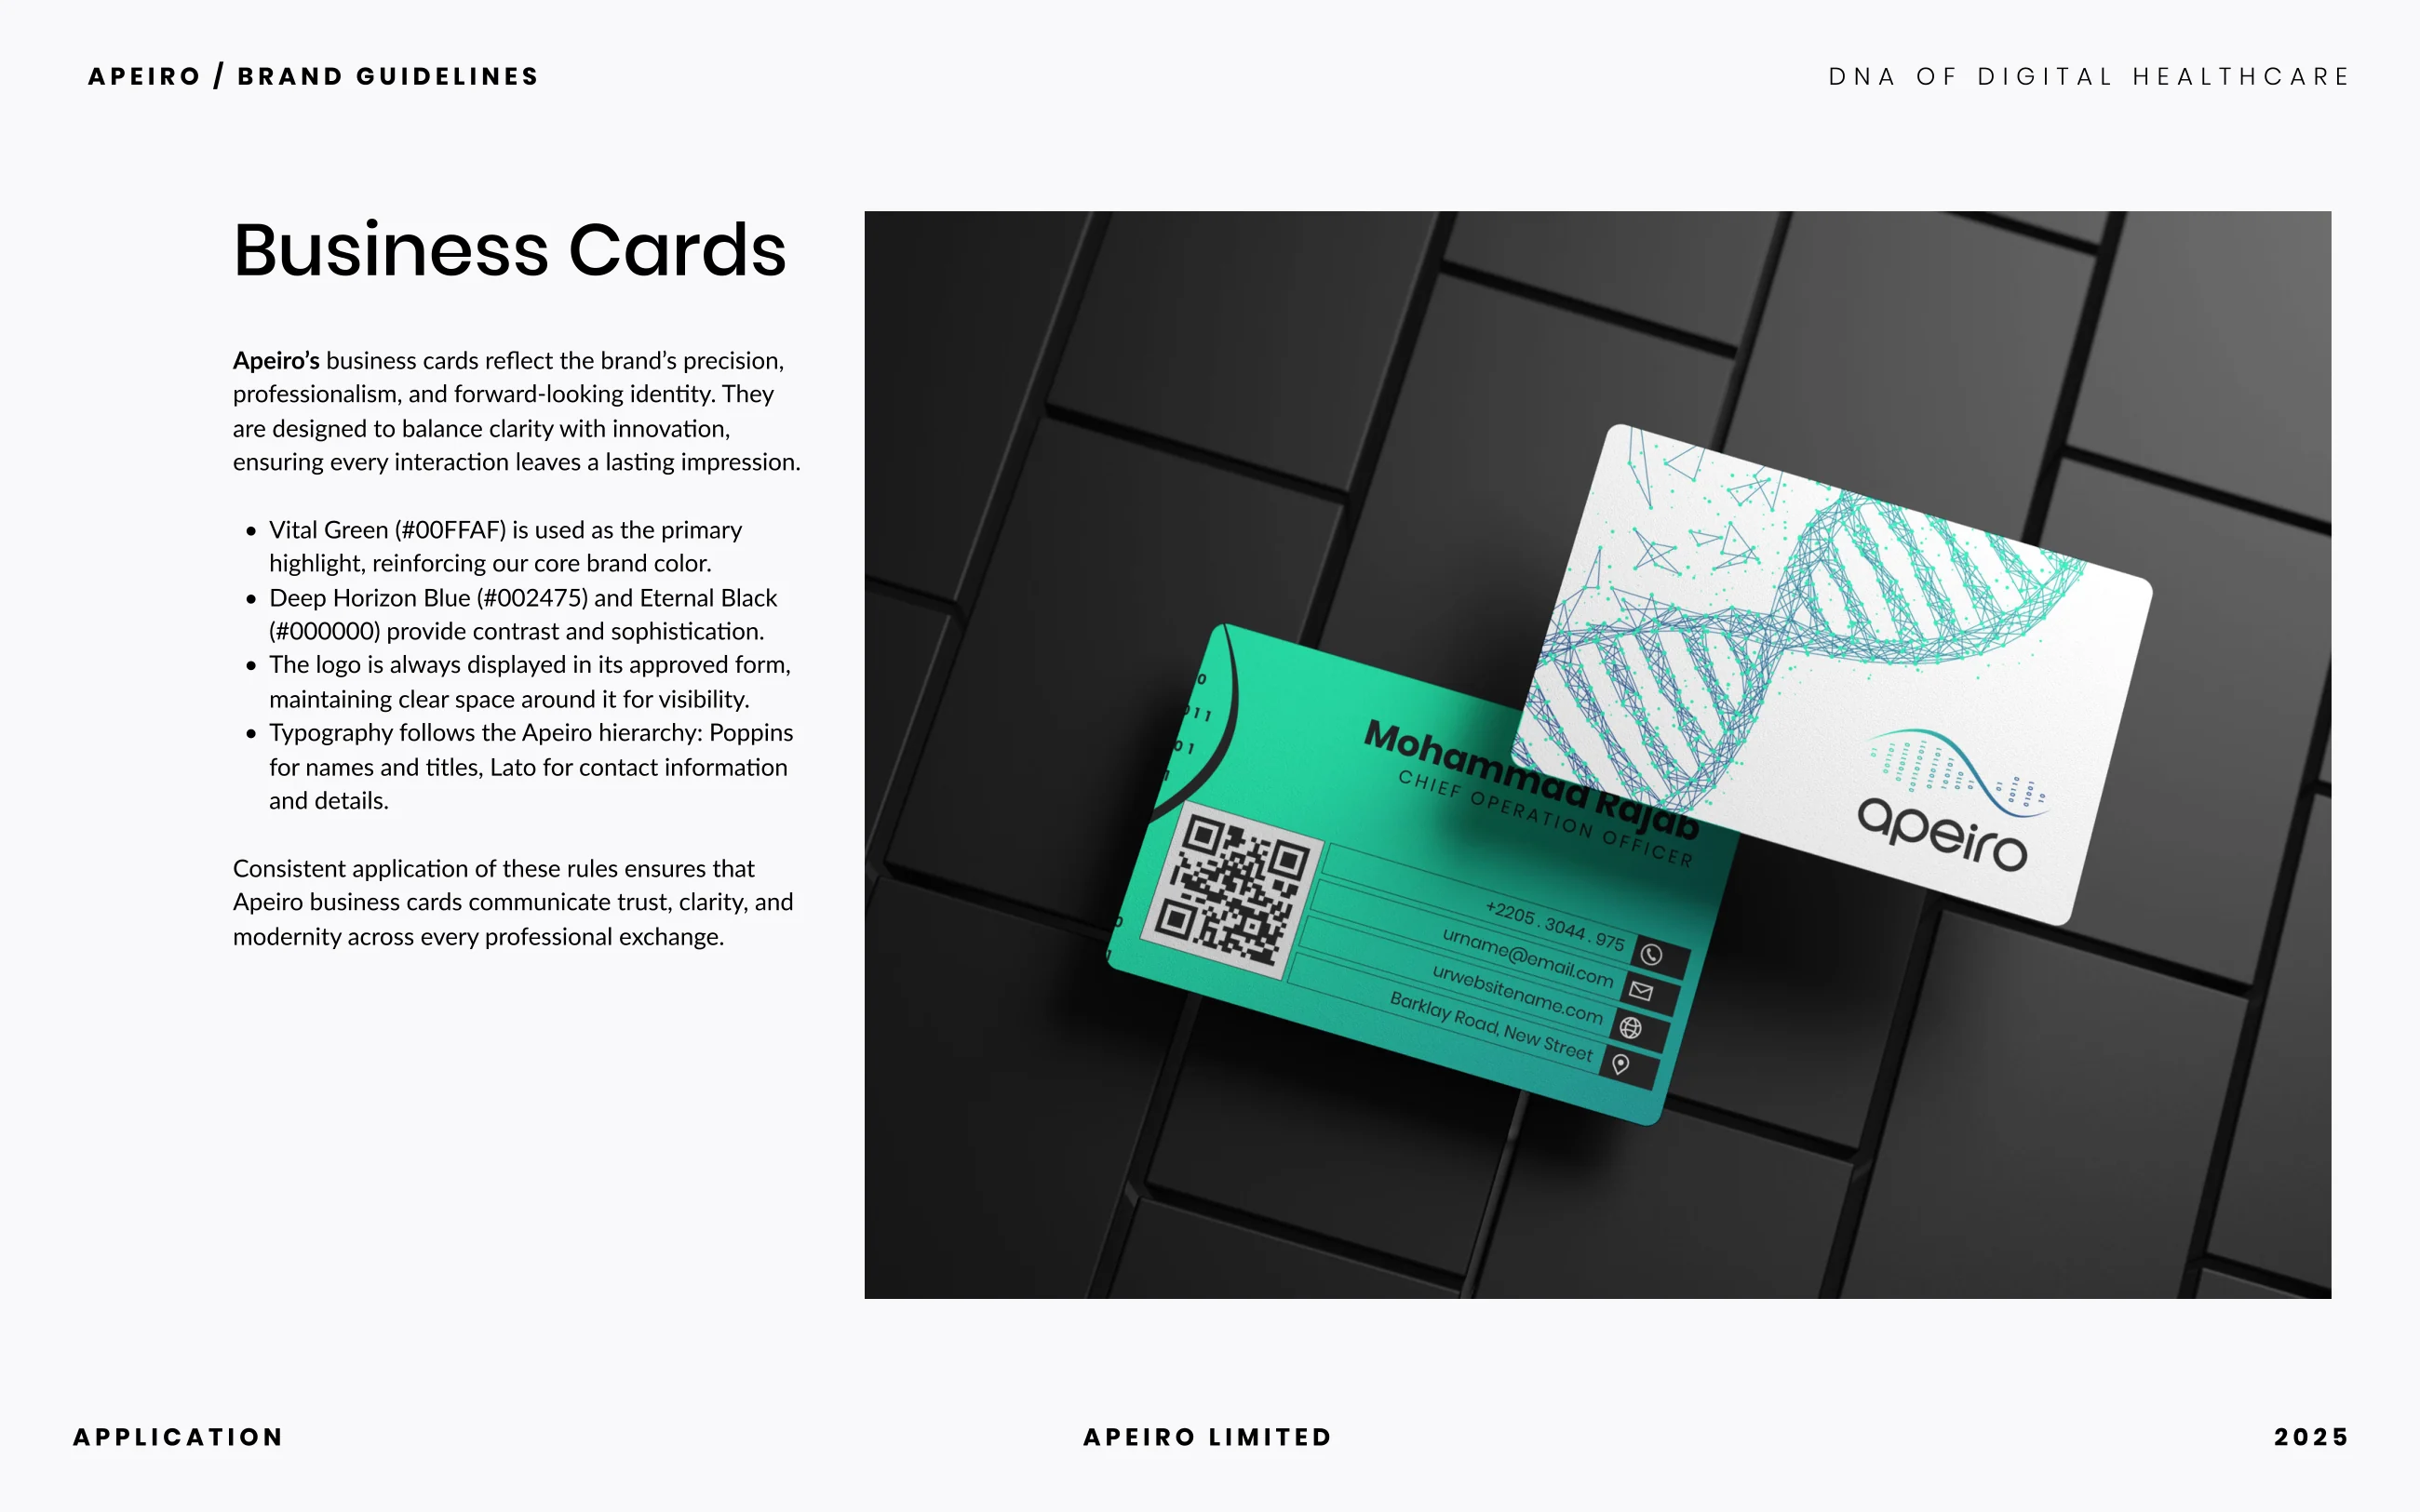 APEIRO / BRAND GUIDELINES
DNA OF DIGITAL HEALTHCARE
Business Cards
Apeiro’s business cards reflect the brand’s precision,
professionalism, and forward-looking identity. They
are designed to balance clarity with innovation,
ensuring every interaction leaves a lasting impression.
• Vital Green (#00FFAF) is used as the primary
highlight, reinforcing our core brand color.
• Deep Horizon Blue (#002475) and Eternal Black
(#000000) provide contrast and sophistication.
• The logo is always displayed in its approved form,
maintaining clear space around it for visibility.
• Typography follows the Apeiro hierarchy: Poppins
for names and titles, Lato for contact information
and details.
Consistent application of these rules ensures that
Apeiro business cards communicate trust, clarity, and
modernity across every professional exchange.
apeiro
Mohammad Rajab
CHIEF OPERATION OFFICER
+2205 . 3044 . 975
urname@email.com
urwebsitename.com
Barklay Road, New Street
APPLICATION
APEIRO LIMITED
2025